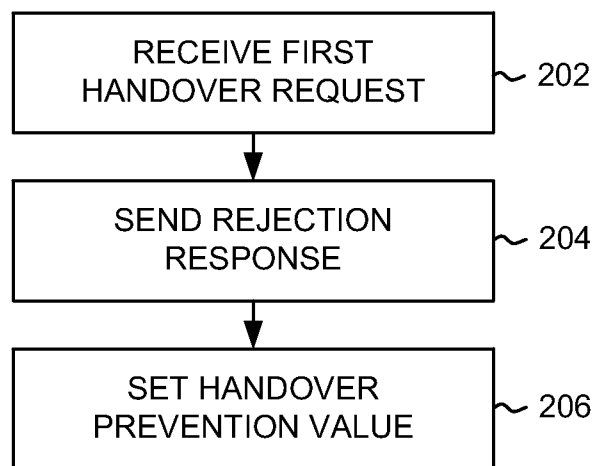 RECEIVE FIRST
HANDOVER REQUEST
202
SEND REJECTION
RESPONSE
204
SET HANDOVER
PREVENTION VALUE
206